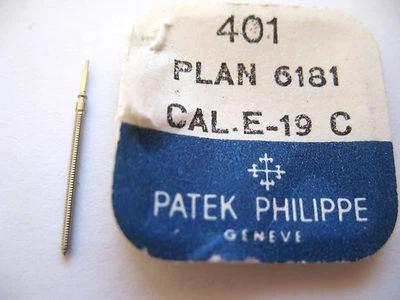 401
PLAN 6181
CAL.E-19 C
PATEK PHILIPPE
GENEVE